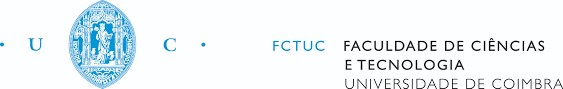 · U C ·
FCTUC FACULDADE DE CIÊNCIAS
E TECNOLOGIA
UNIVERSIDADE DE COIMBRA